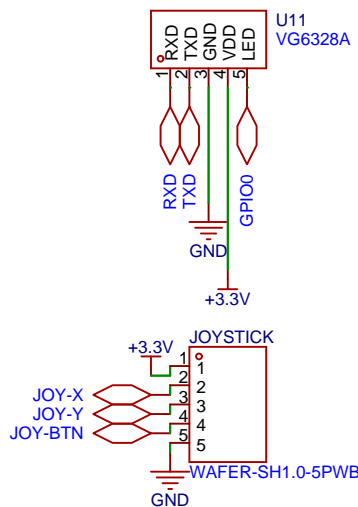 U11
VG6328A
RXD
TXD
GND
VDD
LED
1
2
3
4
5
RXD
TXD
GPIO0
GND
+3.3V
JOYSTICK
+3.3V
1
1
2
2
JOY-X
3
3
JOY-Y
4
4
JOY-BTN
5
5
WAFER-SH1.0-5PWB
GND